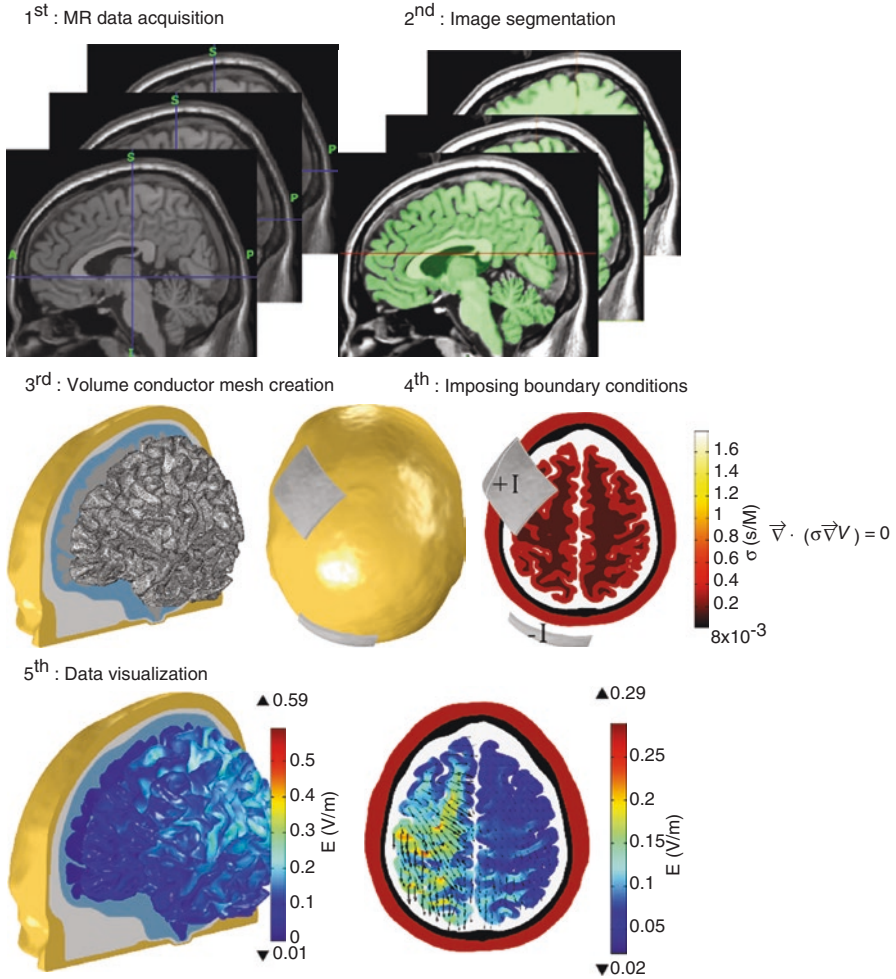 1st : MR data acquisition
2nd : Image segmentation
S
S
S
P
P
A
P
I
3rd : Volume conductor mesh creation
4th : Imposing boundary conditions
+I
-I
1.6
1.4
1.2
1
0.8
0.6
0.4
0.2
8x10-3
σ (s/M)
∇ · (σ∇V) = 0
5th : Data visualization
▲ 0.59
0.5
0.4
0.3
0.2
0.1
0
▼ 0.01
E (V/m)
▲ 0.29
0.25
0.2
0.15
0.1
0.05
▼ 0.02
E (V/m)